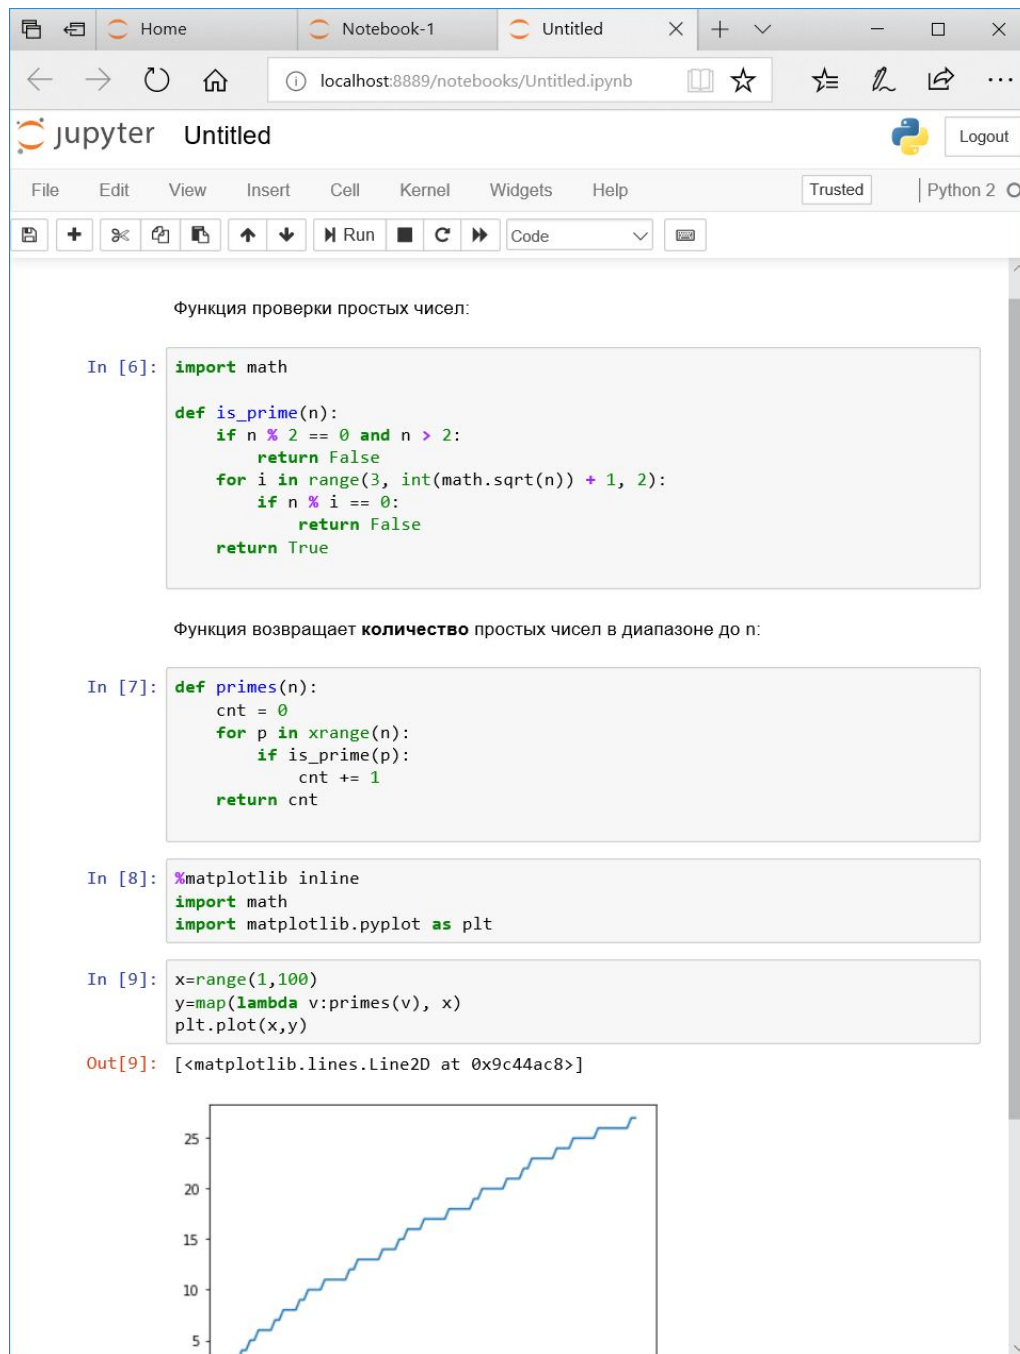 Home
Notebook-1
Untitled
localhost:8889/notebooks/Untitled.ipynb
jupyter Untitled
Logout
File Edit View Insert Cell Kernel Widgets Help
Trusted
Python 2
Run
Code
Функция проверки простых чисел:
In [6]: import math
def is_prime(n):
    if n % 2 == 0 and n > 2:
        return False
    for i in range(3, int(math.sqrt(n)) + 1, 2):
        if n % i == 0:
            return False
    return True
Функция возвращает количество простых чисел в диапазоне до n:
In [7]: def primes(n):
    cnt = 0
    for p in xrange(n):
        if is_prime(p):
            cnt += 1
    return cnt
In [8]: %matplotlib inline
import math
import matplotlib.pyplot as plt
In [9]: x=range(1,100)
y=map(lambda v:primes(v), x)
plt.plot(x,y)
Out[9]: [<matplotlib.lines.Line2D at 0x9c44ac8>]
25
20
15
10
5